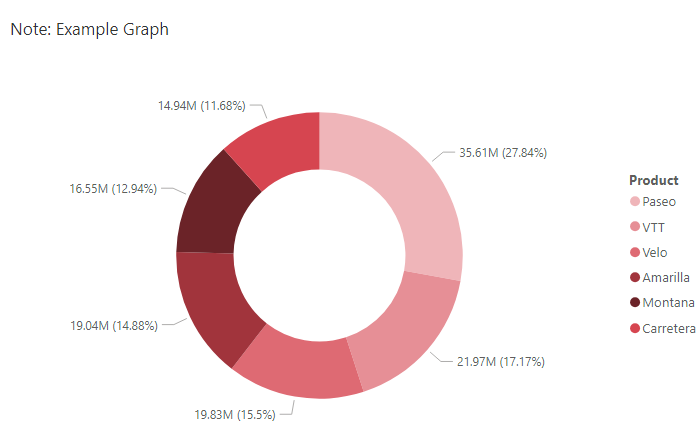 Note: Example Graph
14.94M (11.68%)
35.61M (27.84%)
16.55M (12.94%)
19.04M (14.88%)
21.97M (17.17%)
19.83M (15.5%)
Product
Paseo
VTT
Velo
Amarilla
Montana
Carretera